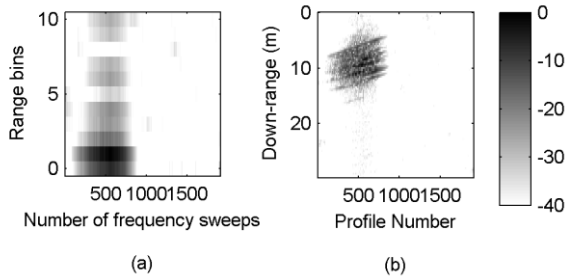 10
5
0
Range bins
500 10001500
Number of frequency sweeps
(a)
0
10
20
Down-range (m)
500 10001500
Profile Number
(b)
0
-10
-20
-30
-40